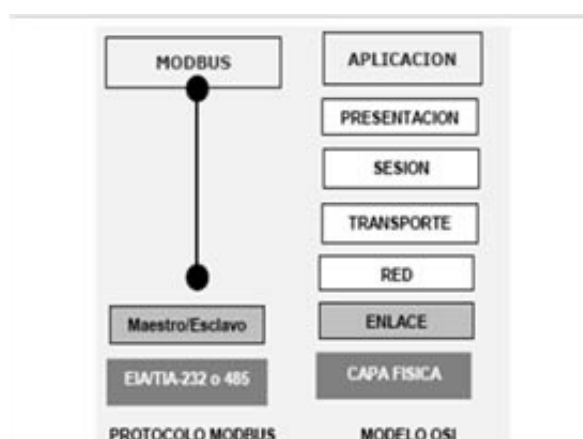 MODBUS
APLICACION
PRESENTACION
SESION
TRANSPORTE
RED
Maestro/Esclavo
ENLACE
EIA/TIA-232 o 485
CAPA FISICA
PROTOCOLO MODBUS
MODELO OSI